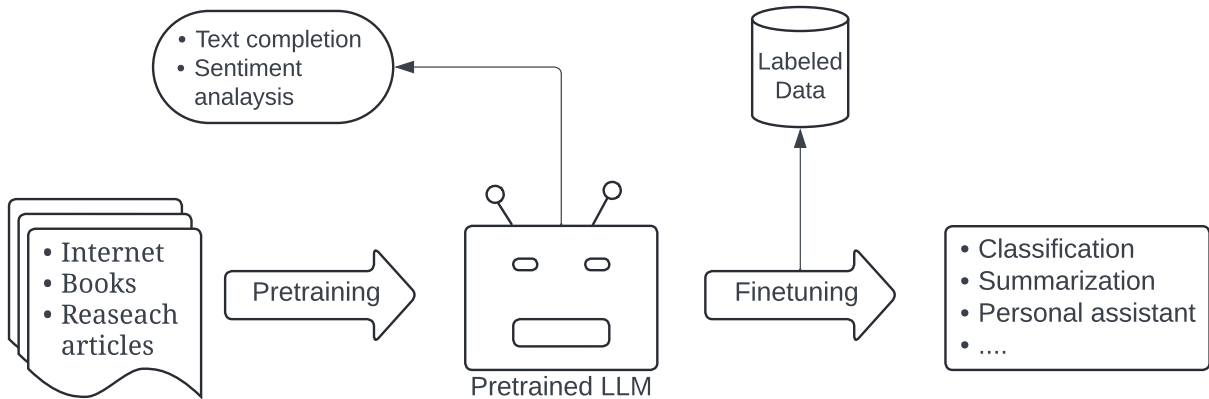 • Text completion
• Sentiment
analaysis
Labeled
Data
• Internet
• Books
• Reaseach
articles
Pretraining
Pretrained LLM
Finetuning
• Classification
• Summarization
• Personal assistant
• ....